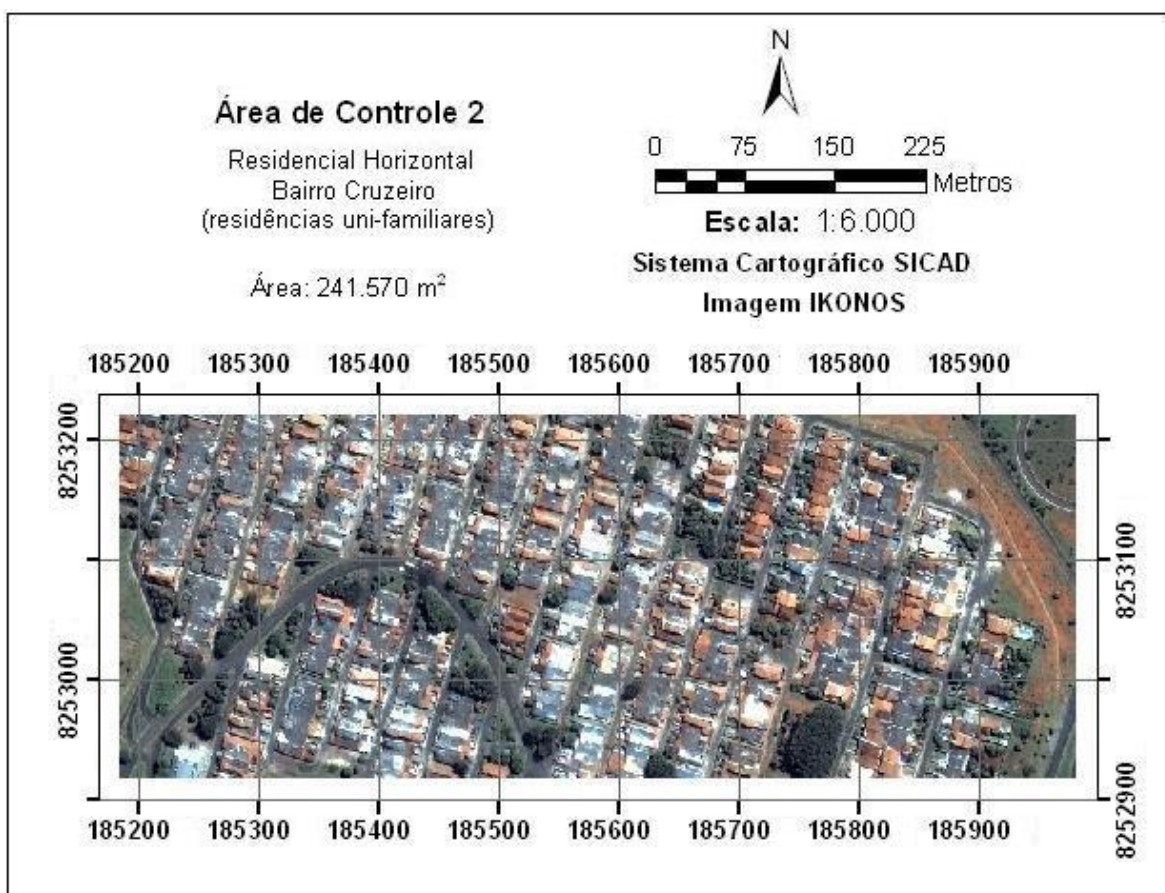 Área de Controle 2
Residencial Horizontal
Bairro Cruzeiro
(residências uni-familiares)
Área: 241.570 m²
N
0 75 150 225
Metros
Escala: 1:6.000
Sistema Cartográfico SICAD
Imagem IKONOS
185200 185300 185400 185500 185600 185700 185800 185900
8253200
8253100
8253000
8252900
185200 185300 185400 185500 185600 185700 185800 185900